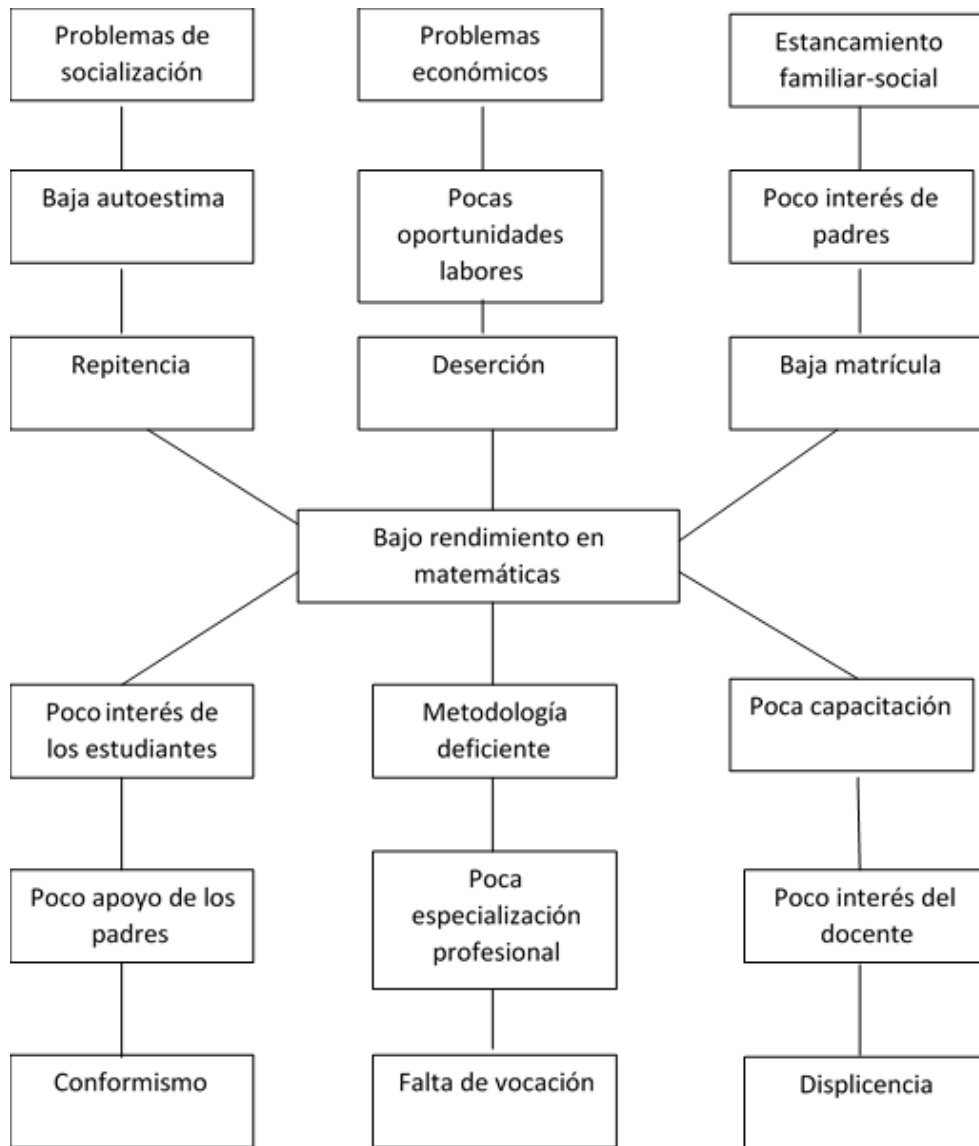 Problemas de
socialización
Problemas
económicos
Estancamiento
familiar-social
Baja autoestima
Pocas
oportunidades
labores
Poco interés de
padres
Repitencia
Deserción
Baja matrícula
Bajo rendimiento en
matemáticas
Poco interés de
los estudiantes
Metodología
deficiente
Poca capacitación
Poco apoyo de los
padres
Poca
especialización
profesional
Poco interés del
docente
Conformismo
Falta de vocación
Displicencia